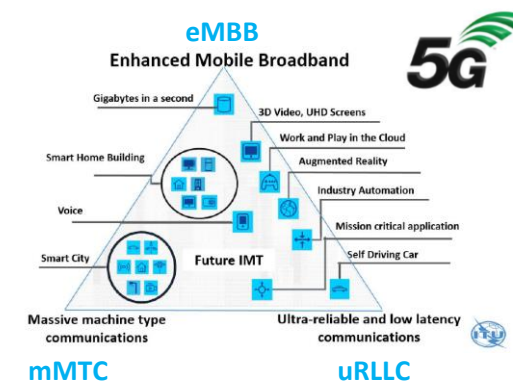 eMBB
Enhanced Mobile Broadband
5G
Gigabytes in a second
3D Video, UHD Screens
Work and Play in the Cloud
Smart Home Building
Augmented Reality
Industry Automation
Voice
Mission critical application
Smart City
Future IMT
Self Driving Car
Massive machine type
communications
Ultra-reliable and low latency
communications
ITU
mMTC
uRLLC